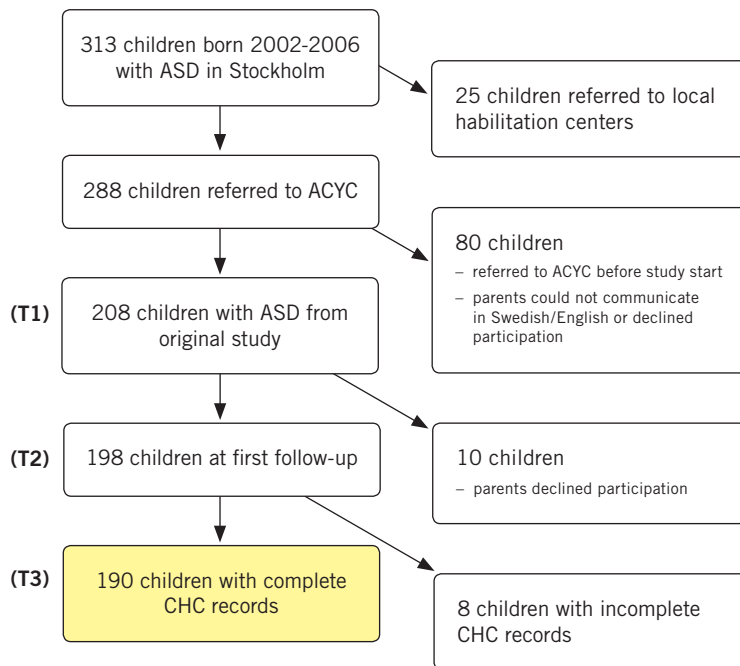 313 children born 2002-2006
with ASD in Stockholm
25 children referred to local
habilitation centers
288 children referred to ACYC
80 children
– referred to ACYC before study start
– parents could not communicate
in Swedish/English or declined
participation
(T1)
208 children with ASD from
original study
(T2)
198 children at first follow-up
10 children
– parents declined participation
(T3)
190 children with complete
CHC records
8 children with incomplete
CHC records